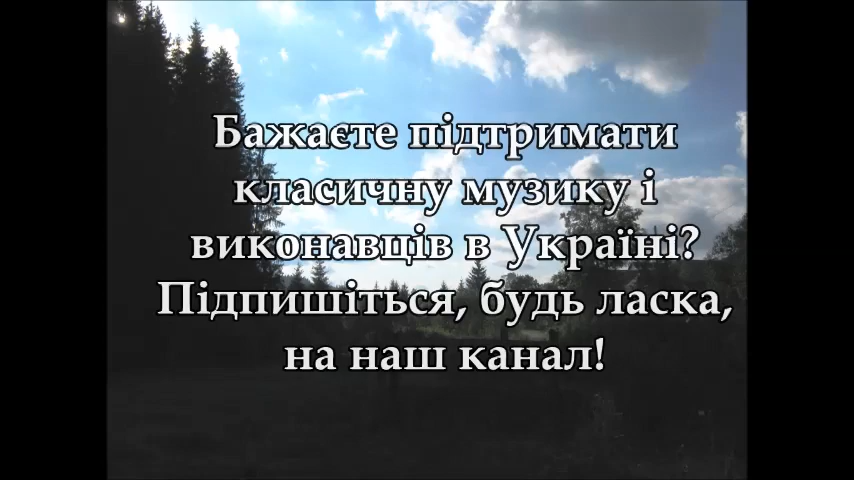 Бажаєте підтримати
класичну музику і
виконавців в Україні?
Підпишіться, будь ласка,
на наш канал!